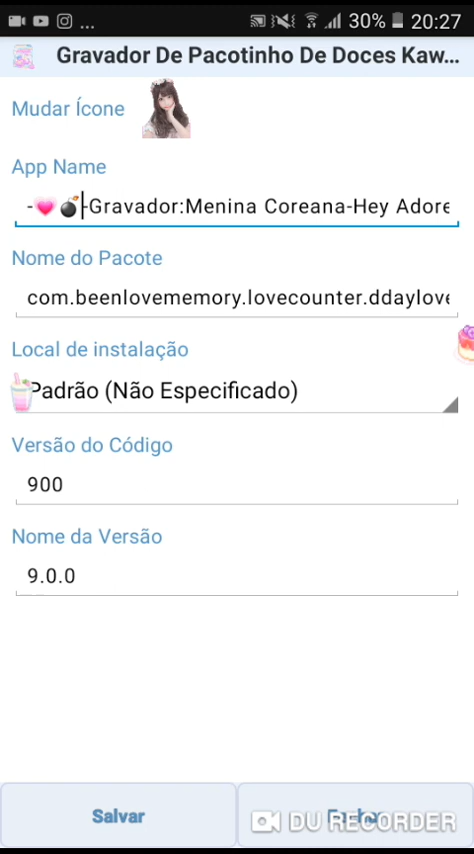 ... 30% 20:27
Gravador De Pacotinho De Doces Kaw...
Mudar Ícone
App Name
-💗💣-Gravador:Menina Coreana-Hey Adore
Nome do Pacote
com.beenlovememory.lovecounter.ddaylove
Local de instalação
Padrão (Não Especificado)
Versão do Código
900
Nome da Versão
9.0.0
Salvar
DU RECORDER